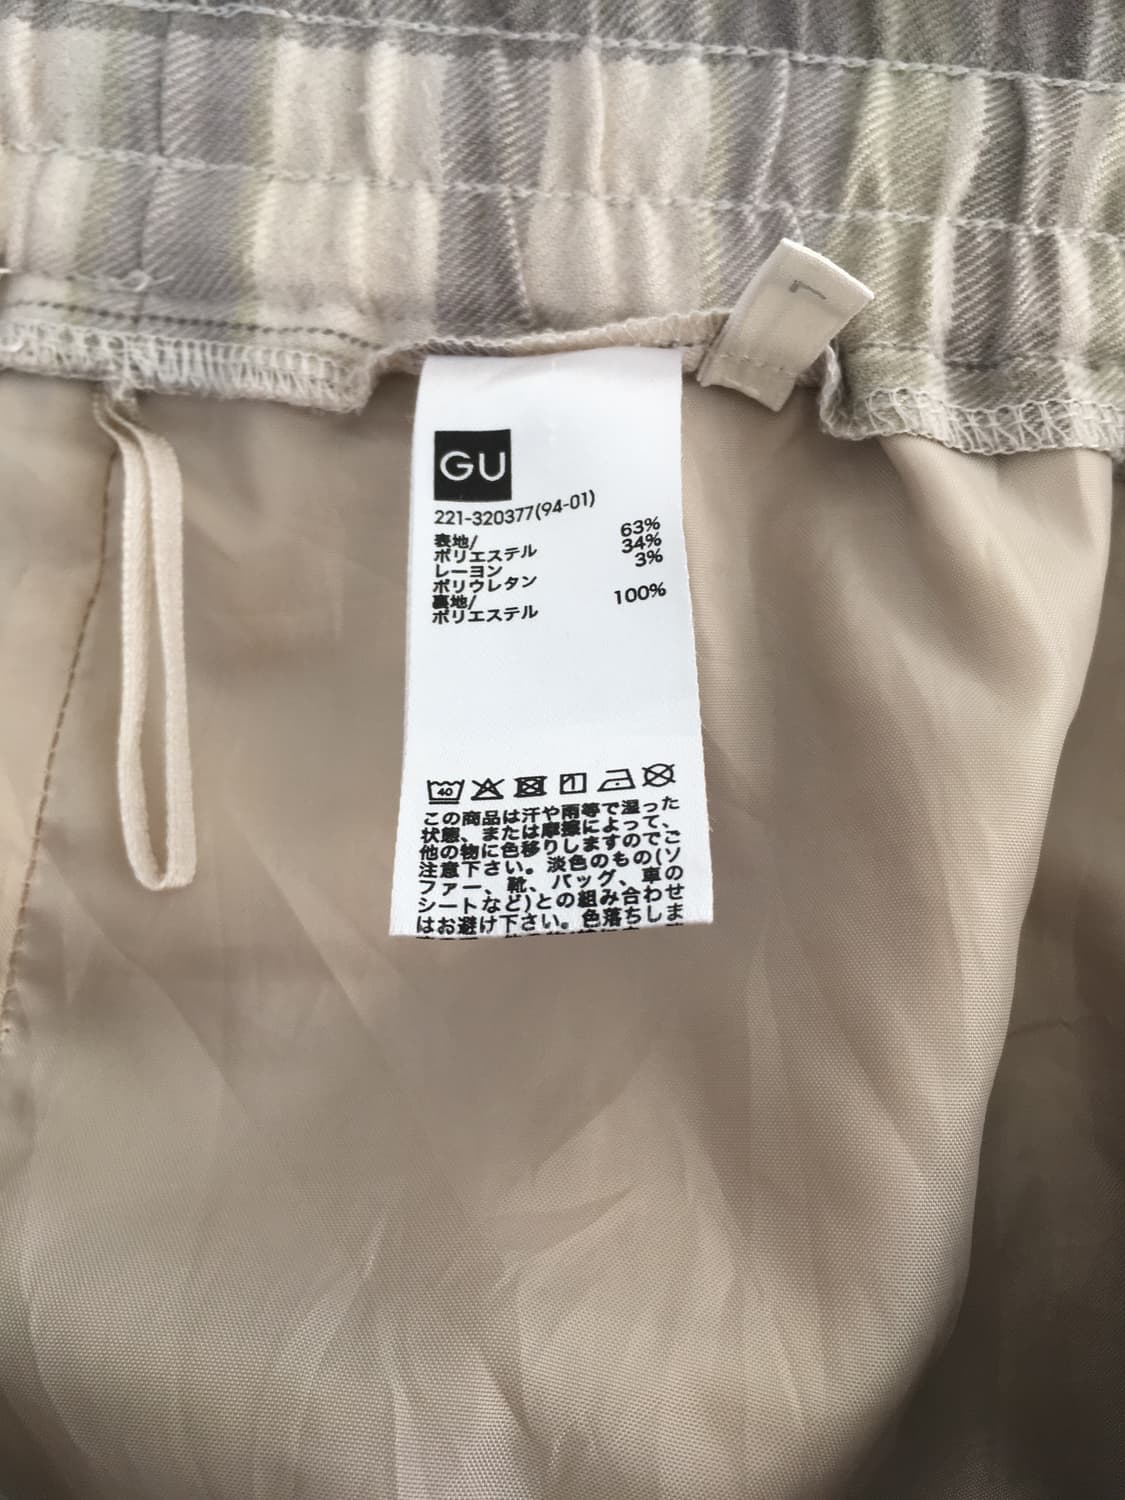 GU
221-320377(94-01)
表地/
ポリエステル 63%
レーヨン 34%
ポリウレタン 3%
裏地/
ポリエステル 100%
40
この商品は汗や雨等で湿った
状態、または摩擦によって、
他の物に色移りしますのでご
注意下さい。淡色のもの(ソ
ファー、靴、バッグ、車の
シートなど)との組み合わせ
はお避け下さい。色落ちしま